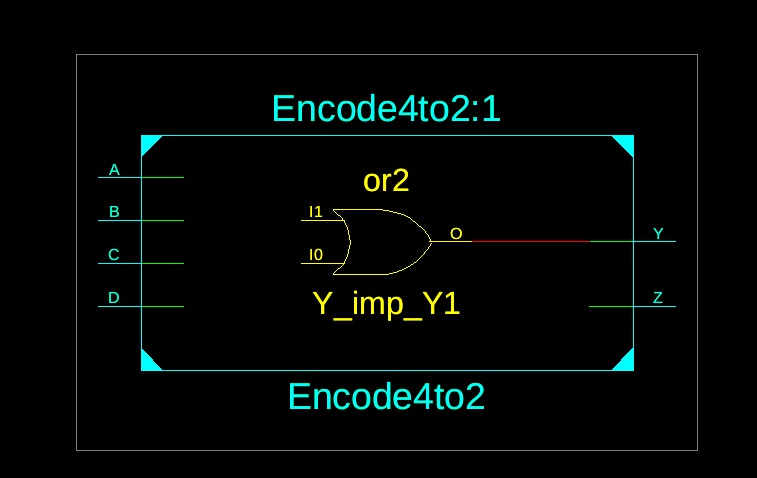 Encode4to2:1
or2
A
B
C
D
I1
I0
O
Y
Z
Y_imp_Y1
Encode4to2